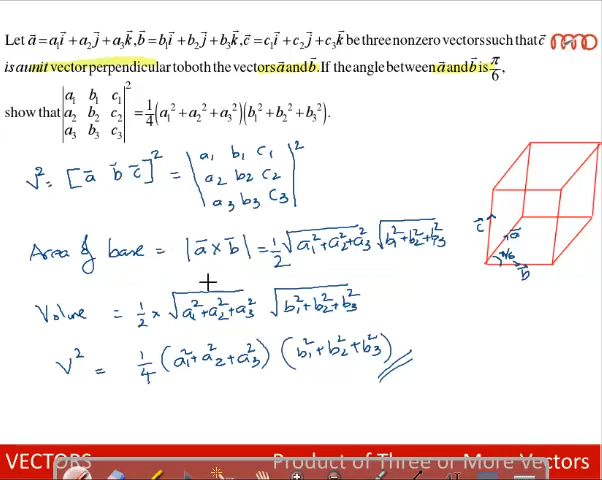 Let a⃗ = a₁i⃗ + a₂j⃗ + a₃k⃗, b⃗ = b₁i⃗ + b₂j⃗ + b₃k⃗, c⃗ = c₁i⃗ + c₂j⃗ + c₃k⃗ be three nonzero vectors such that c⃗
is a unit vector perpendicular to both the vectors a⃗ and b⃗. If the angle between a⃗ and b⃗ is π/6,
show that |a₁ b₁ c₁; a₂ b₂ c₂; a₃ b₃ c₃|² = 1/4(a₁² + a₂² + a₃²)(b₁² + b₂² + b₃²).
V² = [a⃗ b⃗ c⃗]² = |a₁ b₁ c₁; a₂ b₂ c₂; a₃ b₃ c₃|²
Area of base = |a⃗ × b⃗| = 1/2 √(a₁²+a₂²+a₃²) √(b₁²+b₂²+b₃²)
Volume = 1/2 × √(a₁²+a₂²+a₃²) √(b₁²+b₂²+b₃²)
V² = 1/4 (a₁²+a₂²+a₃²) (b₁²+b₂²+b₃²)
c⃗
a⃗
π/6
b⃗
VECTORS Product of Three or More Vectors